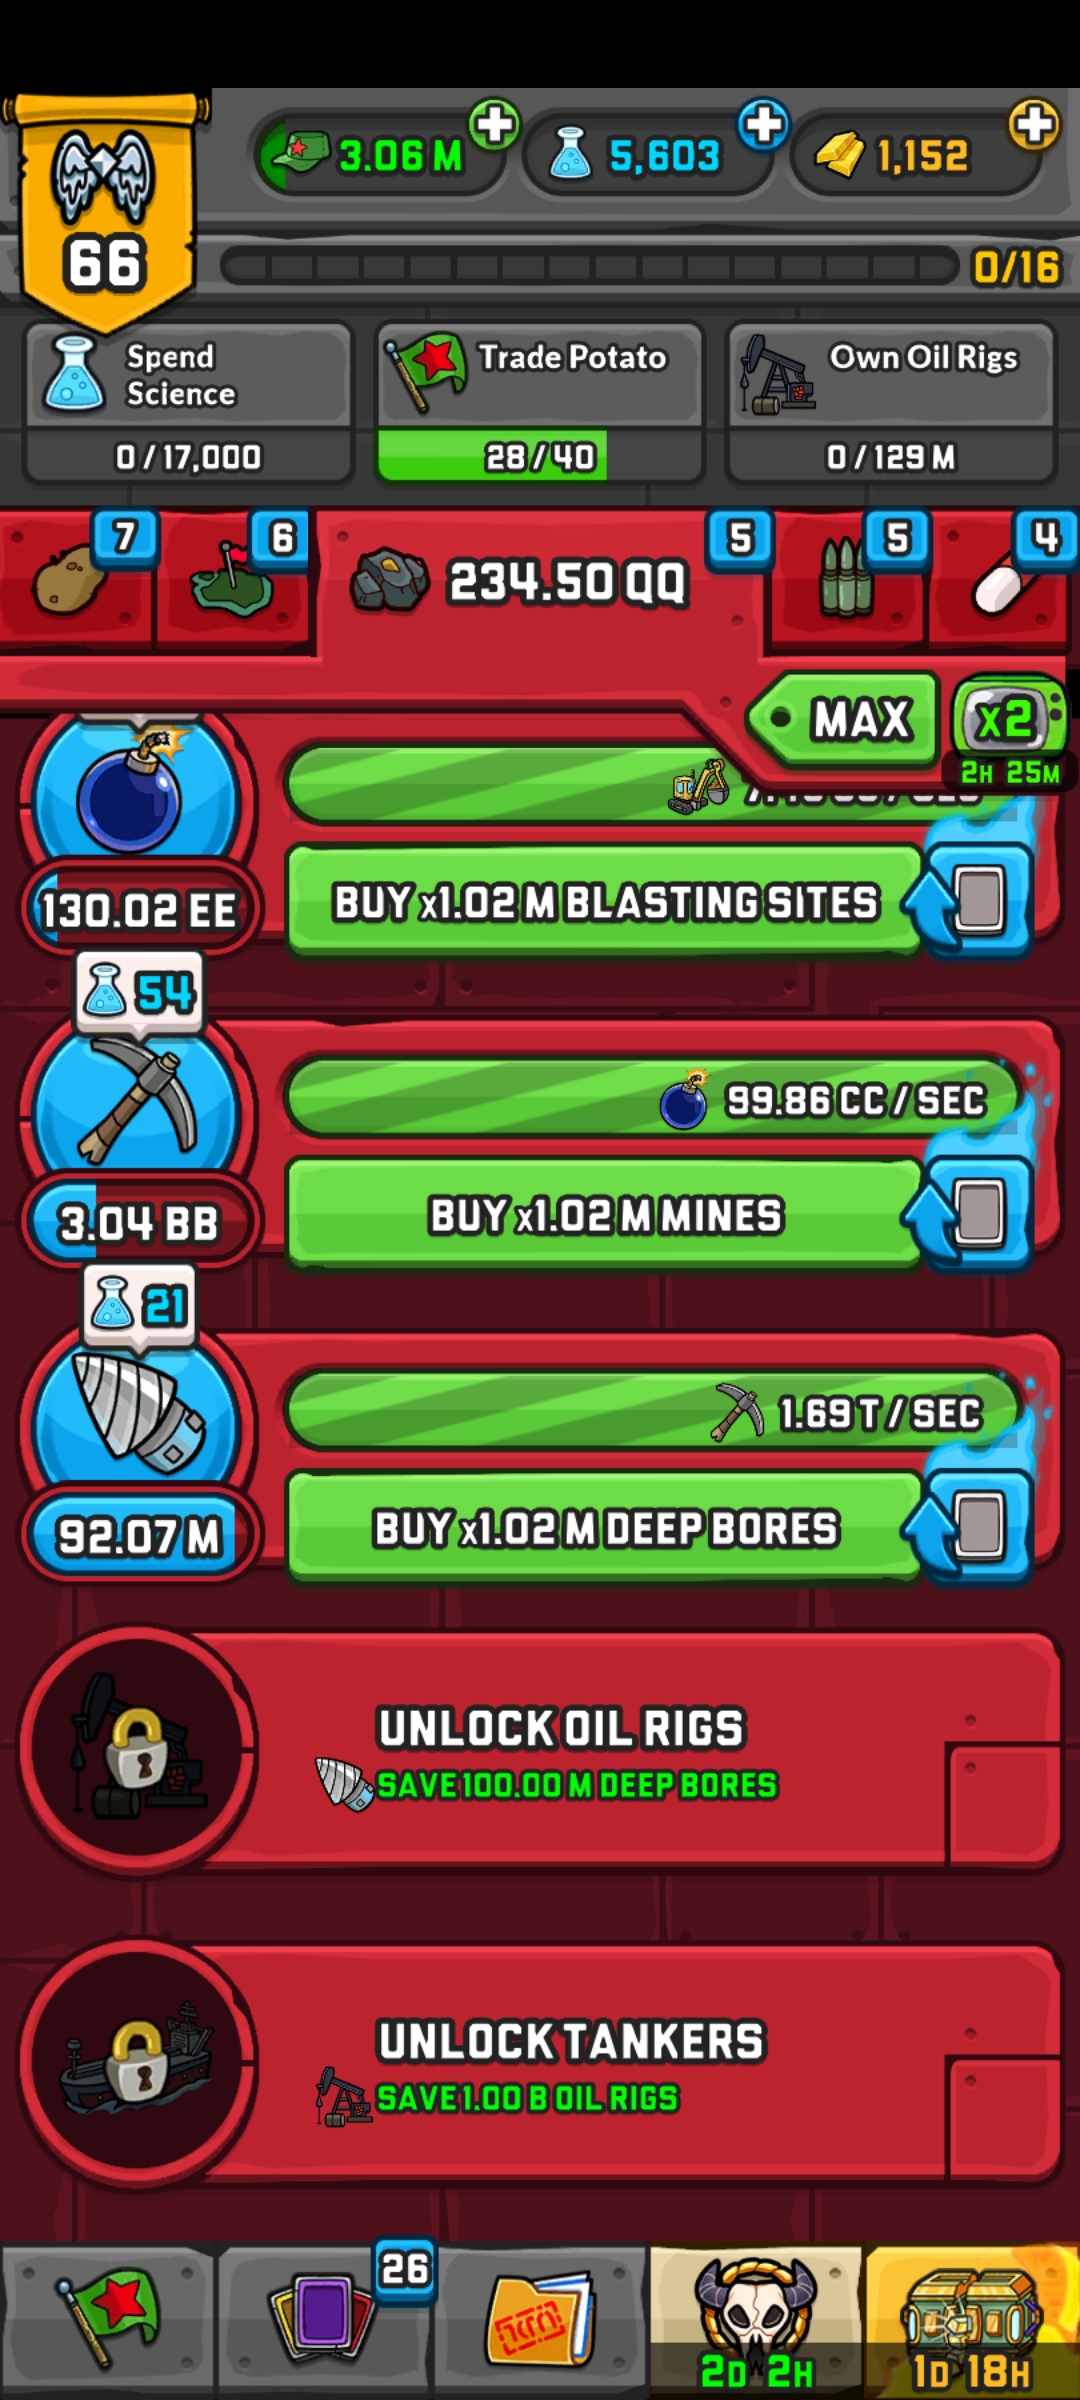 3.06 M
5,603
1,152
66
0/16
Spend
Science
Trade Potato
Own Oil Rigs
0 / 17,000
28 / 40
0 / 129 M
7
6
234.50 QQ
5
5
4
MAX
x2
2H 25M
130.02 EE
BUY x1.02 M BLASTING SITES
54
99.86 CC / SEC
3.04 BB
BUY x1.02 M MINES
21
1.69 T / SEC
92.07 M
BUY x1.02 M DEEP BORES
UNLOCK OIL RIGS
SAVE 100.00 M DEEP BORES
UNLOCK TANKERS
SAVE 1.00 B OIL RIGS
26
2D 2H
1D 18H